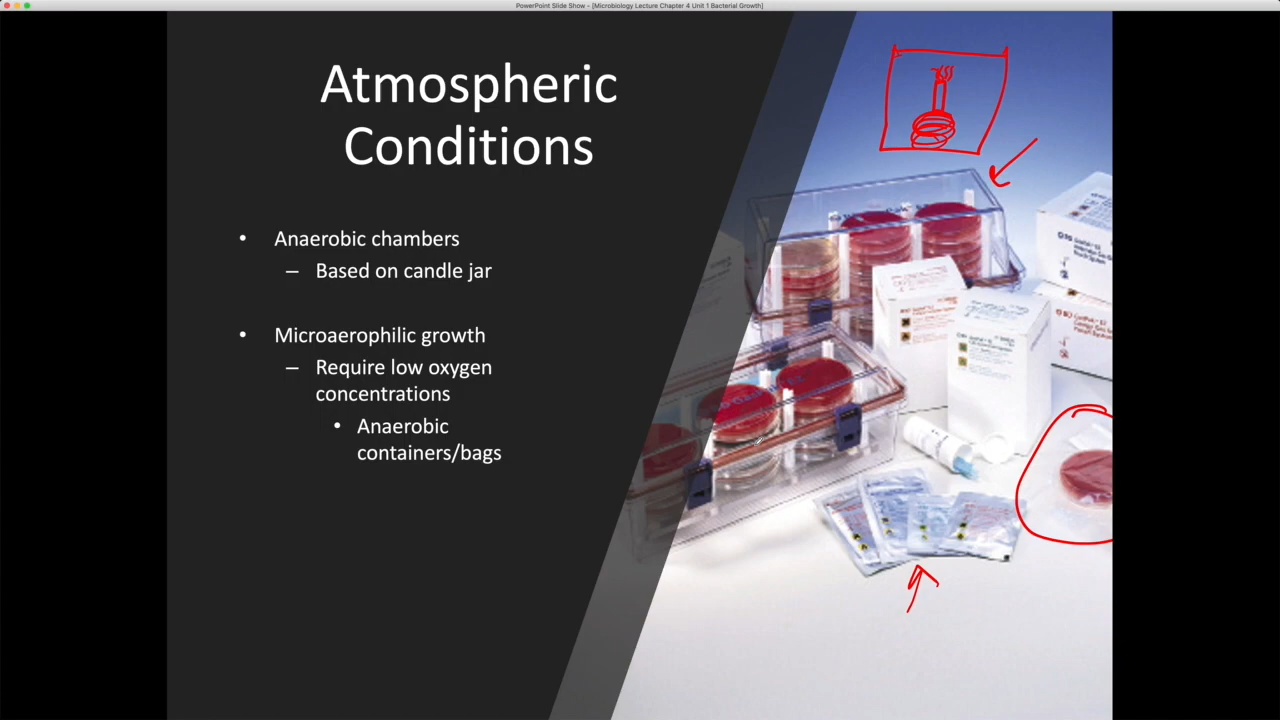 PowerPoint Slide Show - [Microbiology Lecture Chapter 4 Unit 1 Bacterial Growth]
Atmospheric
Conditions
• Anaerobic chambers
– Based on candle jar
• Microaerophilic growth
– Require low oxygen
concentrations
• Anaerobic
containers/bags